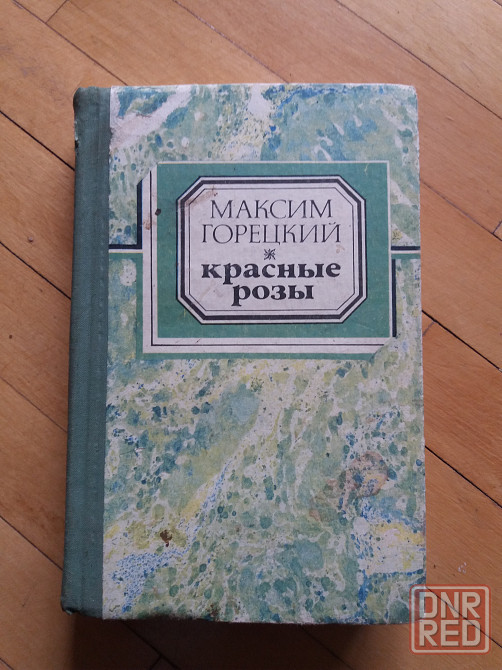 МАКСИМ
ГОРЕЦКИЙ
красные
розы
DNR
RED